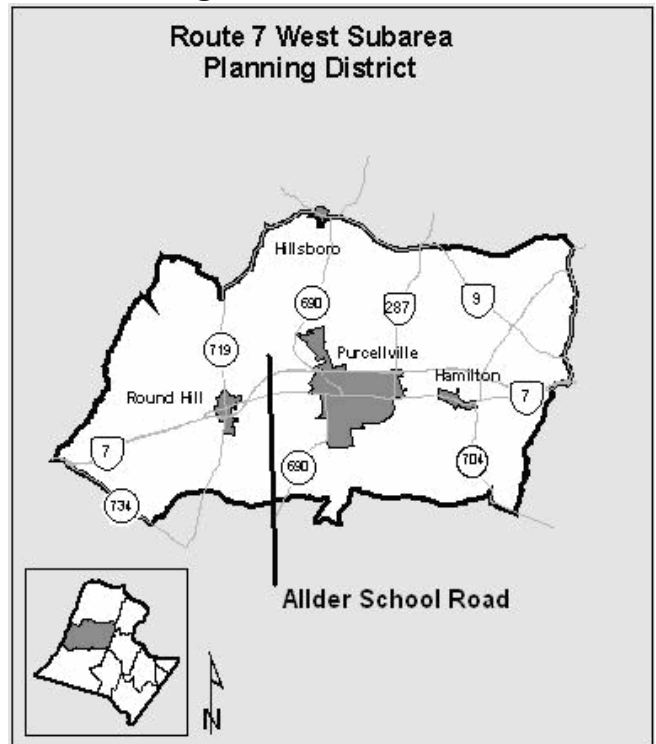 Route 7 West Subarea
Planning District
Hillsboro
690
287
9
719
Purcellville
Hamilton
Round Hill
7
7
690
704
734
Allder School Road
N